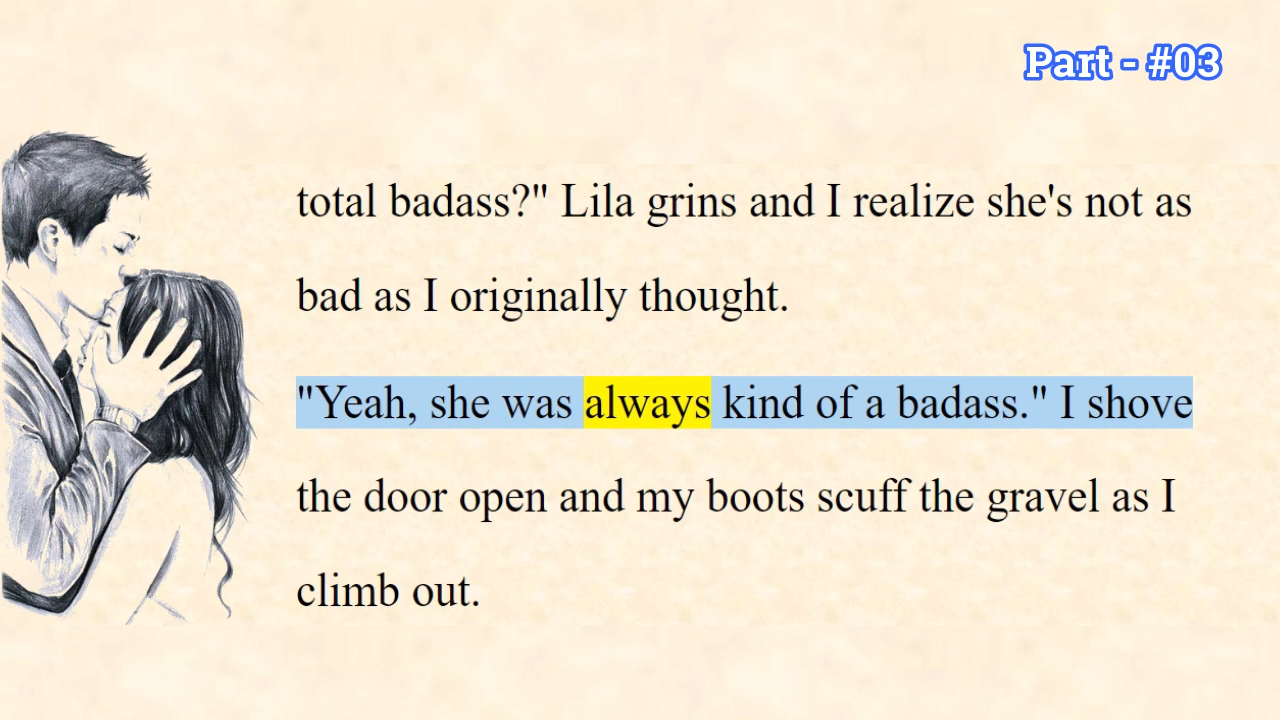 Part - #03
total badass?" Lila grins and I realize she's not as
bad as I originally thought.
"Yeah, she was always kind of a badass." I shove
the door open and my boots scuff the gravel as I
climb out.